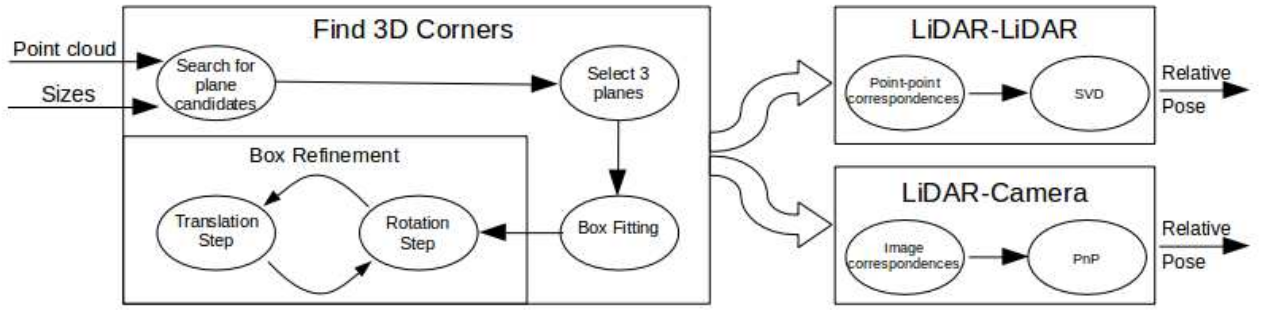 Find 3D Corners
Point cloud
Sizes
Search for
plane
candidates
Select 3
planes
Box Refinement
Translation
Step
Rotation
Step
Box Fitting
LiDAR-LiDAR
Point-point
correspondences
SVD
Relative
Pose
LiDAR-Camera
Image
correspondences
PnP
Relative
Pose